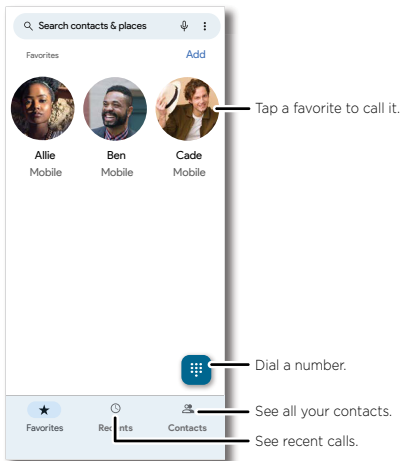 Search contacts & places
Favorites
Add
Tap a favorite to call it.
Allie
Ben
Cade
Mobile
Mobile
Mobile
Dial a number.
See all your contacts.
Favorites
Recents
Contacts
See recent calls.